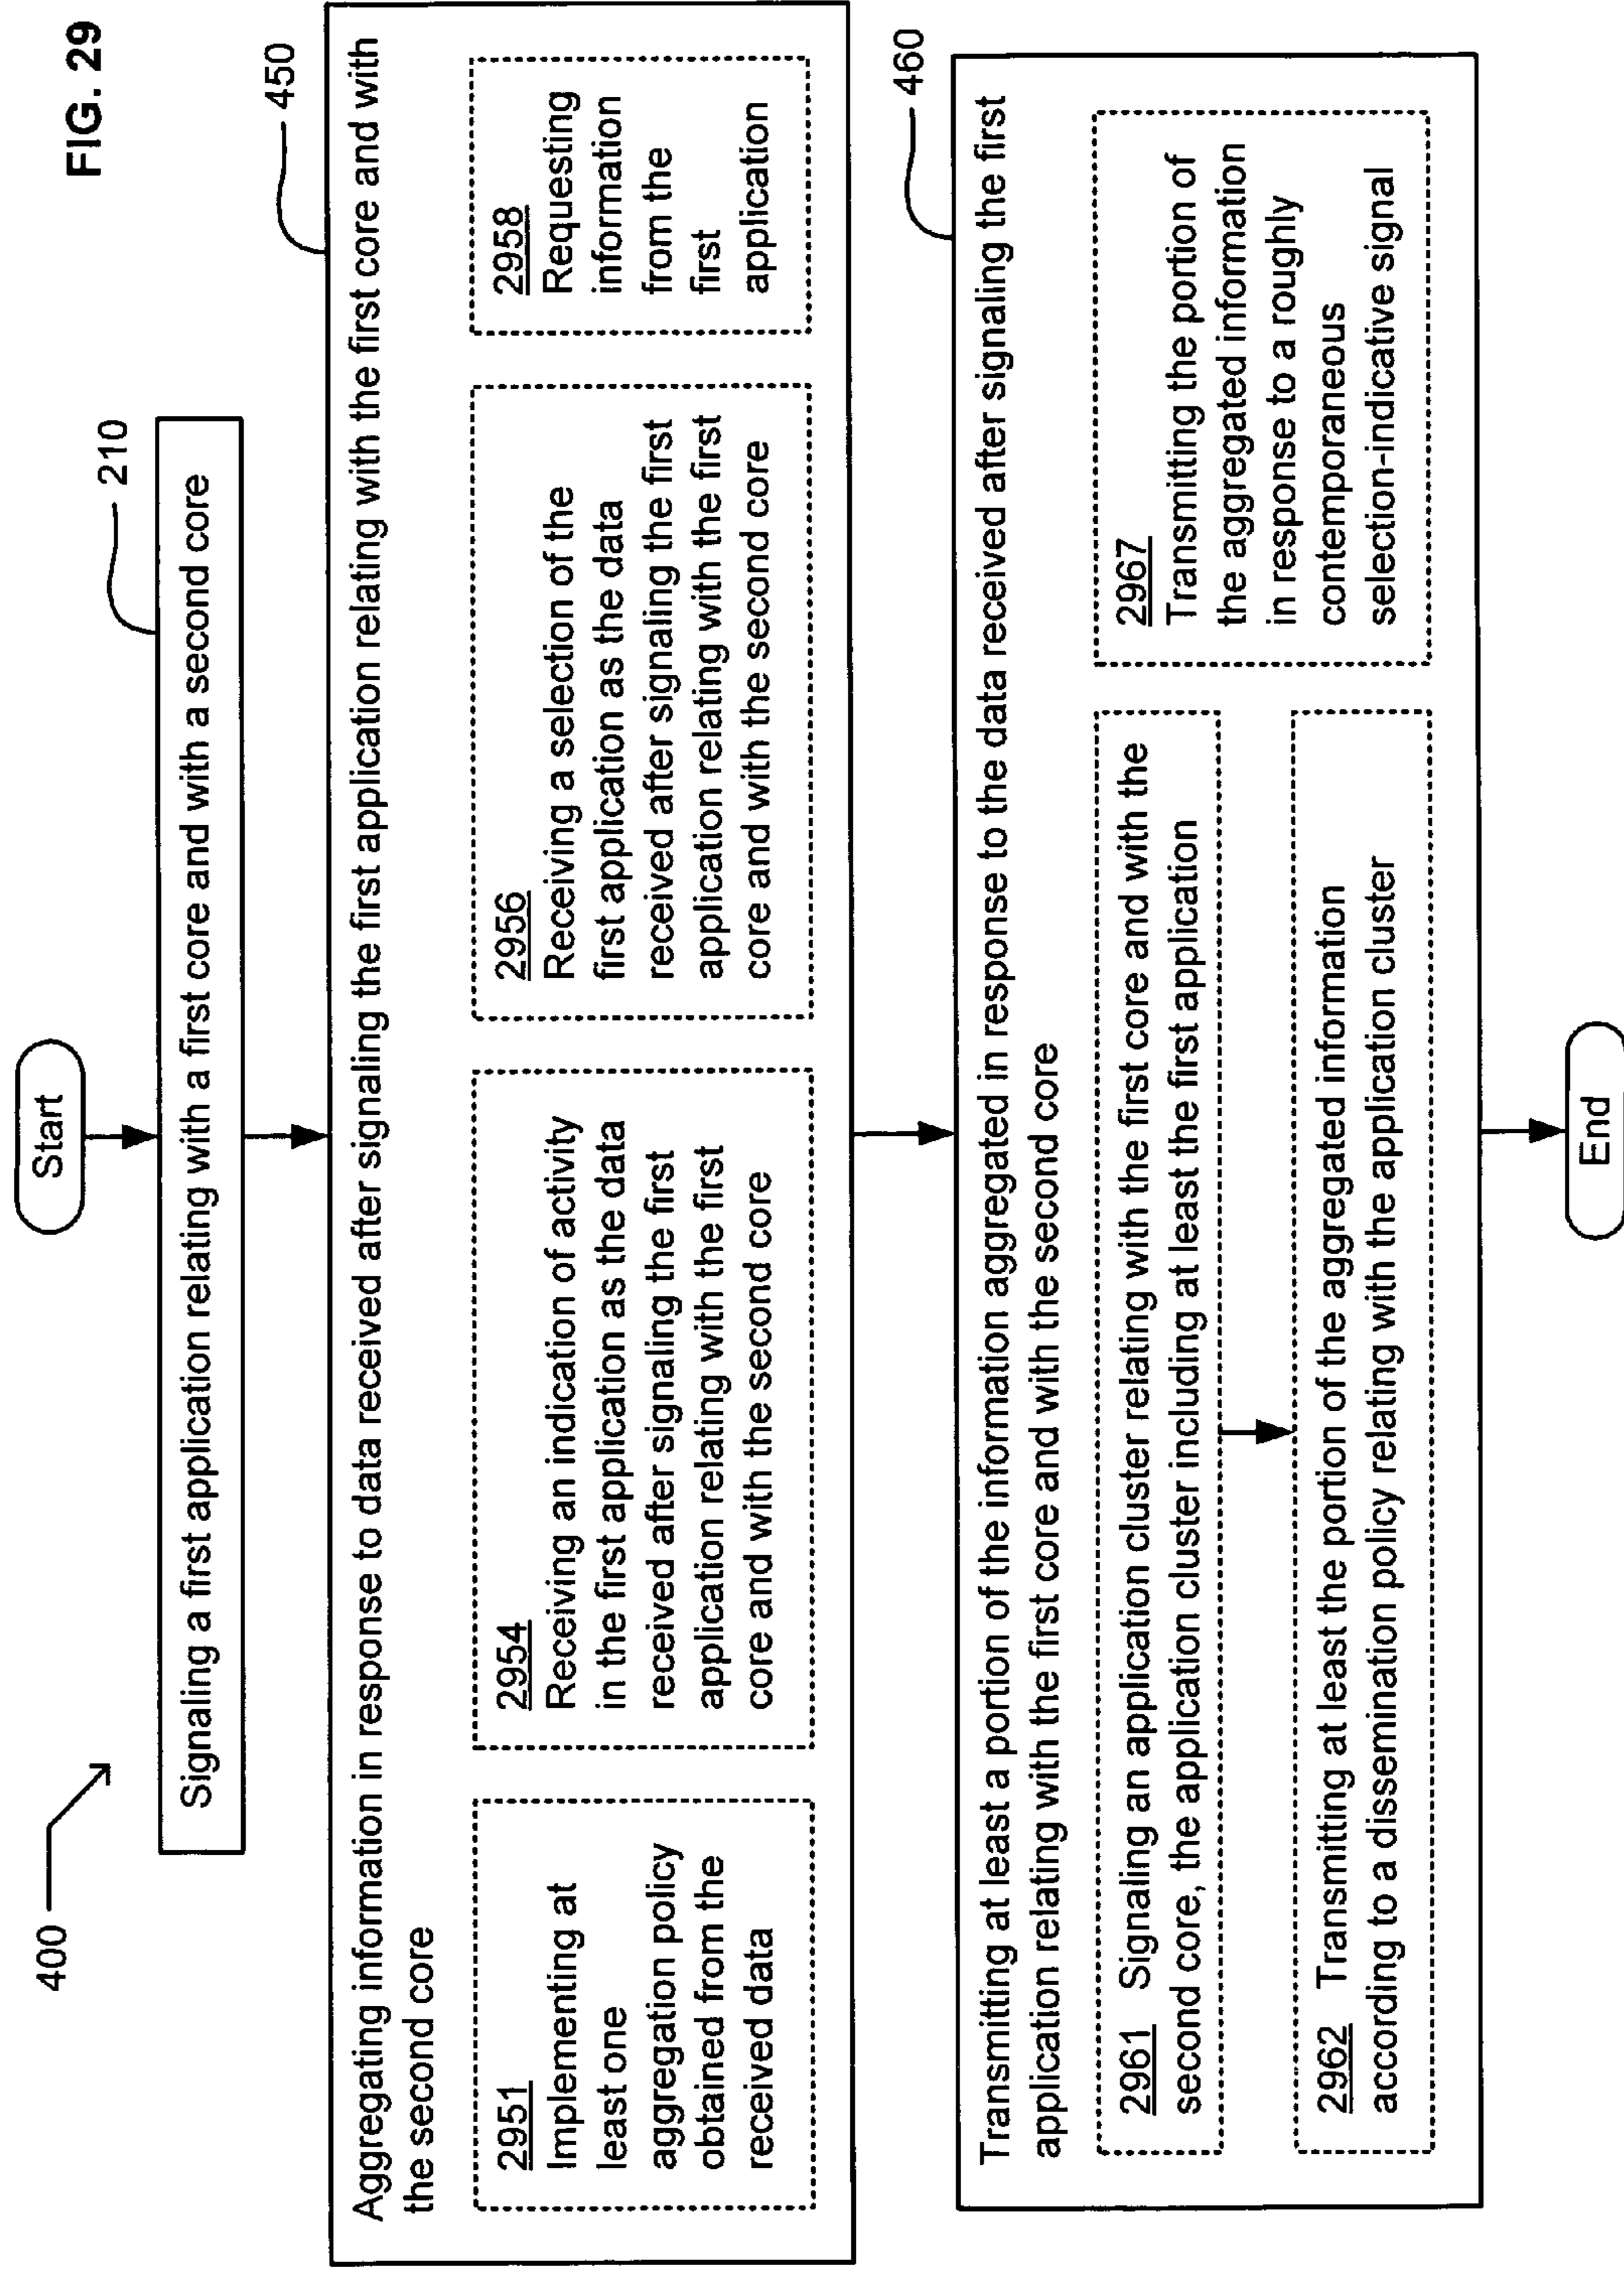 FIG. 29
400
Start
210
Signaling a first application relating with a first core and with a second core
450
Aggregating information in response to data received after signaling the first application relating with the first core and with
the second core
2951
Implementing at
least one
aggregation policy
obtained from the
received data
2954
Receiving an indication of activity
in the first application as the data
received after signaling the first
application relating with the first
core and with the second core
2956
Receiving a selection of the
first application as the data
received after signaling the first
application relating with the first
core and with the second core
2958
Requesting
information
from the
first
application
460
Transmitting at least a portion of the information aggregated in response to the data received after signaling the first
application relating with the first core and with the second core
2961 Signaling an application cluster relating with the first core and with the
second core, the application cluster including at least the first application
2962 Transmitting at least the portion of the aggregated information
according to a dissemination policy relating with the application cluster
2967
Transmitting the portion of
the aggregated information
in response to a roughly
contemporaneous
selection-indicative signal
End